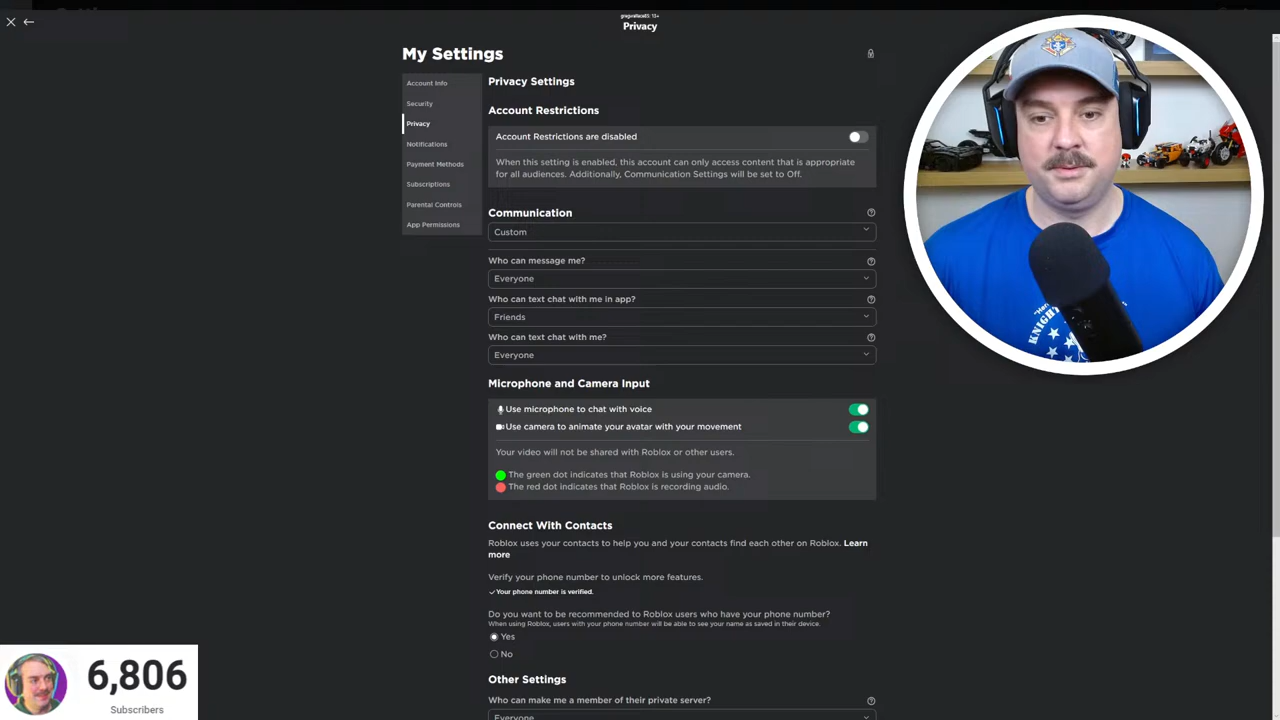 gregurefiace85: 13+
Privacy
My Settings
Account Info
Security
Privacy
Notifications
Payment Methods
Subscriptions
Parental Controls
App Permissions
Privacy Settings
Account Restrictions
Account Restrictions are disabled
When this setting is enabled, this account can only access content that is appropriate
for all audiences. Additionally, Communication Settings will be set to Off.
Communication
Custom
Who can message me?
Everyone
Who can text chat with me in app?
Friends
Who can text chat with me?
Everyone
Microphone and Camera Input
Use microphone to chat with voice
Use camera to animate your avatar with your movement
Your video will not be shared with Roblox or other users.
The green dot indicates that Roblox is using your camera.
The red dot indicates that Roblox is recording audio.
Connect With Contacts
Roblox uses your contacts to help you and your contacts find each other on Roblox. Learn
more
Verify your phone number to unlock more features.
Your phone number is verified.
Do you want to be recommended to Roblox users who have your phone number?
When using Roblox, users with your phone number will be able to see your name as saved in their device.
Yes
No
Other Settings
Who can make me a member of their private server?
Everyone
KNIGHT
6,806
Subscribers